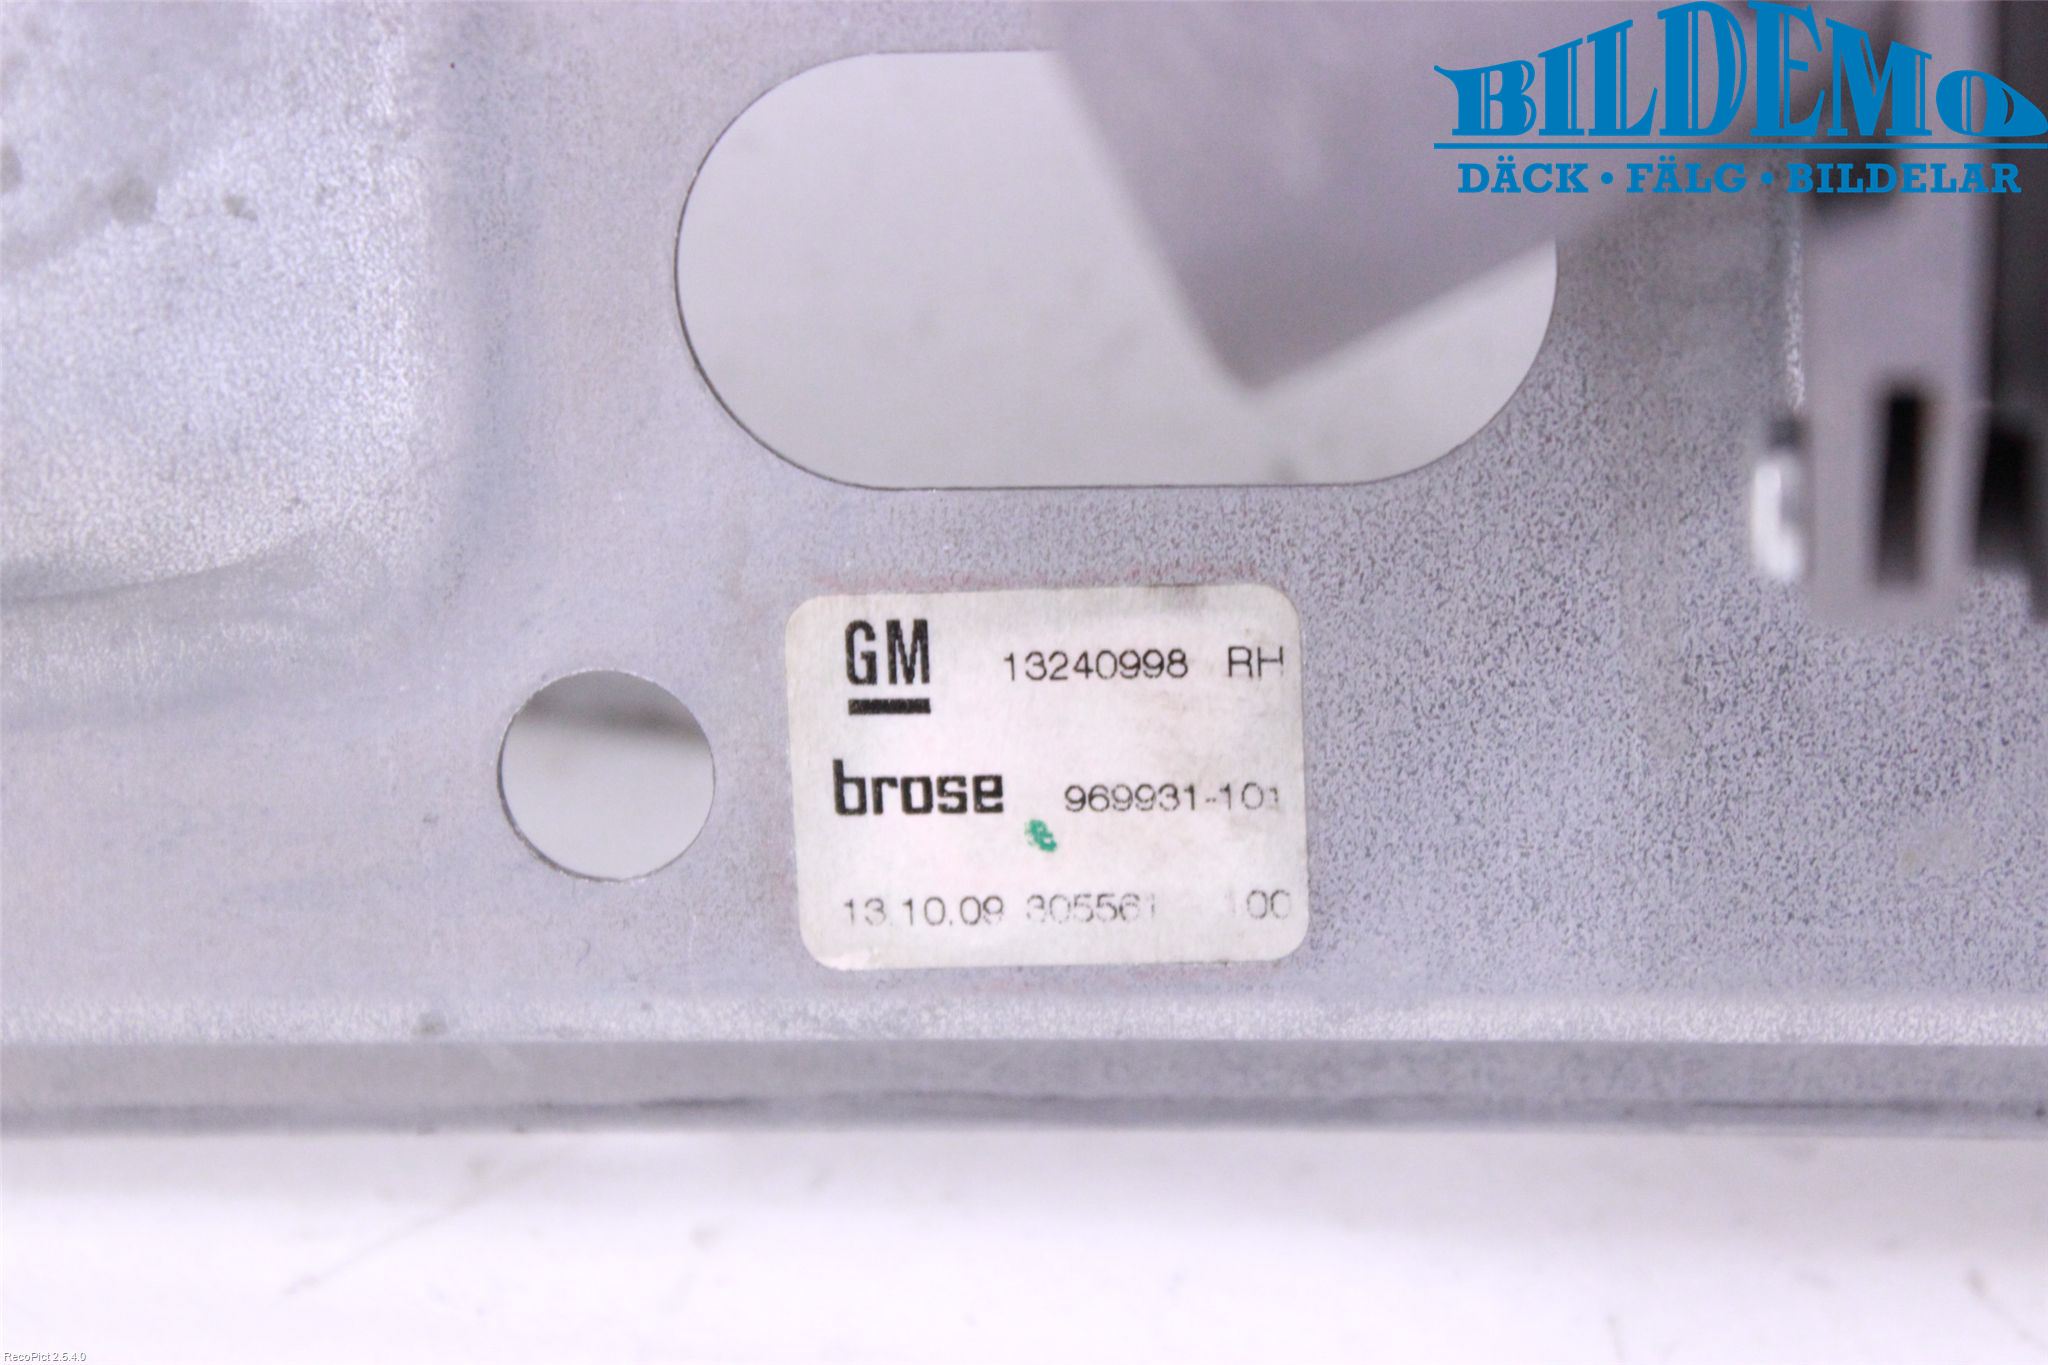 BILDEMO
DÄCK • FÄLG • BILDELAR
GM 13240998 RH
brose 969931-101
13.10.09 305561 100
RecoPict 2.5.4.0